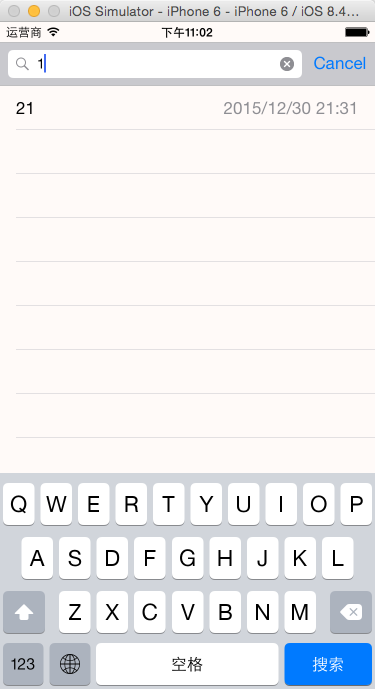 iOS Simulator - iPhone 6 - iPhone 6 / iOS 8.4...
运营商 下午11:02
1 Cancel
21 2015/12/30 21:31
Q W E R T Y U I O P
A S D F G H J K L
Z X C V B N M
123 空格 搜索